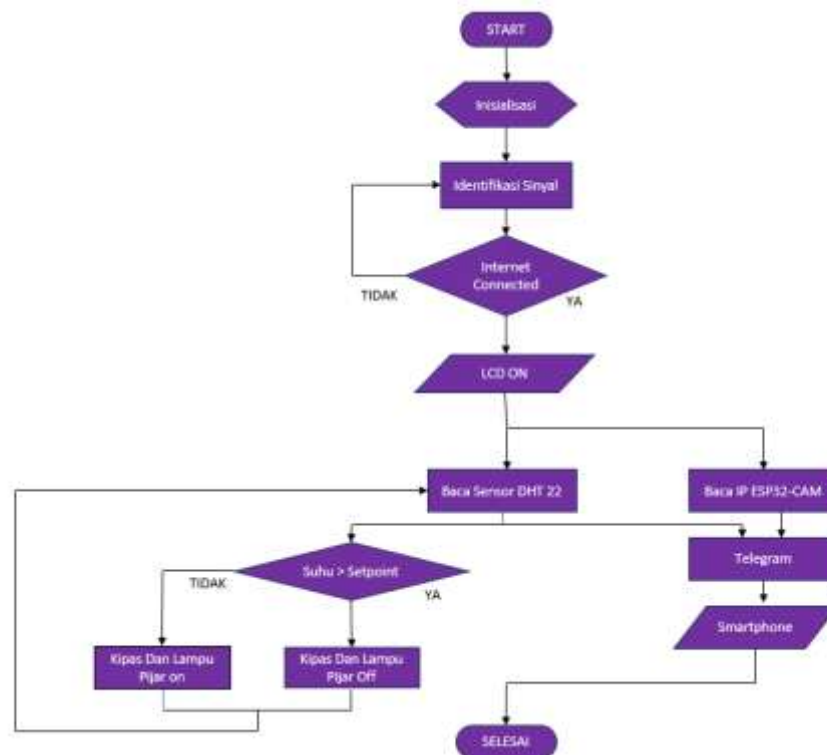 START
Inisialisasi
Identifikasi Sinyal
Internet
Connected
TIDAK
YA
LCD ON
Baca Sensor DHT 22
Baca IP ESP32-CAM
Suhu > Setpoint
TIDAK
YA
Telegram
Smartphone
Kipas Dan Lampu
Pijar on
Kipas Dan Lampu
Pijar Off
SELESAI